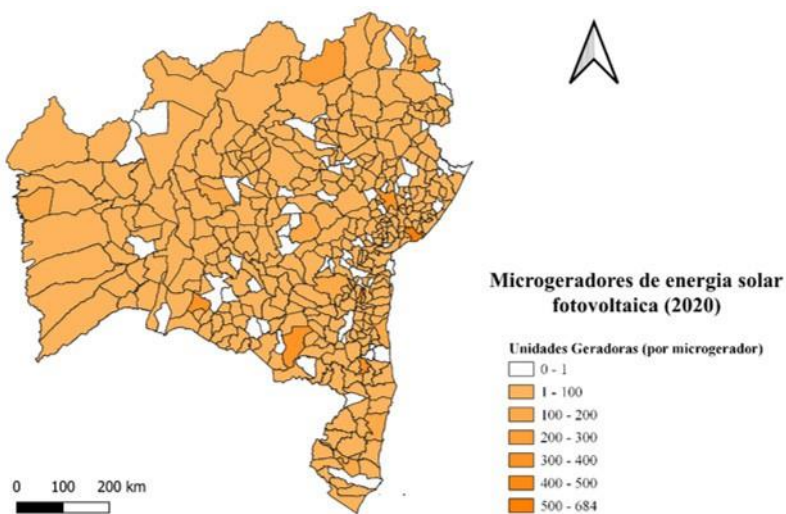 Microgeradores de energia solar
fotovoltaica (2020)
Unidades Geradoras (por microgerador)
0 - 1
1 - 100
100 - 200
200 - 300
300 - 400
400 - 500
500 - 684
0 100 200 km